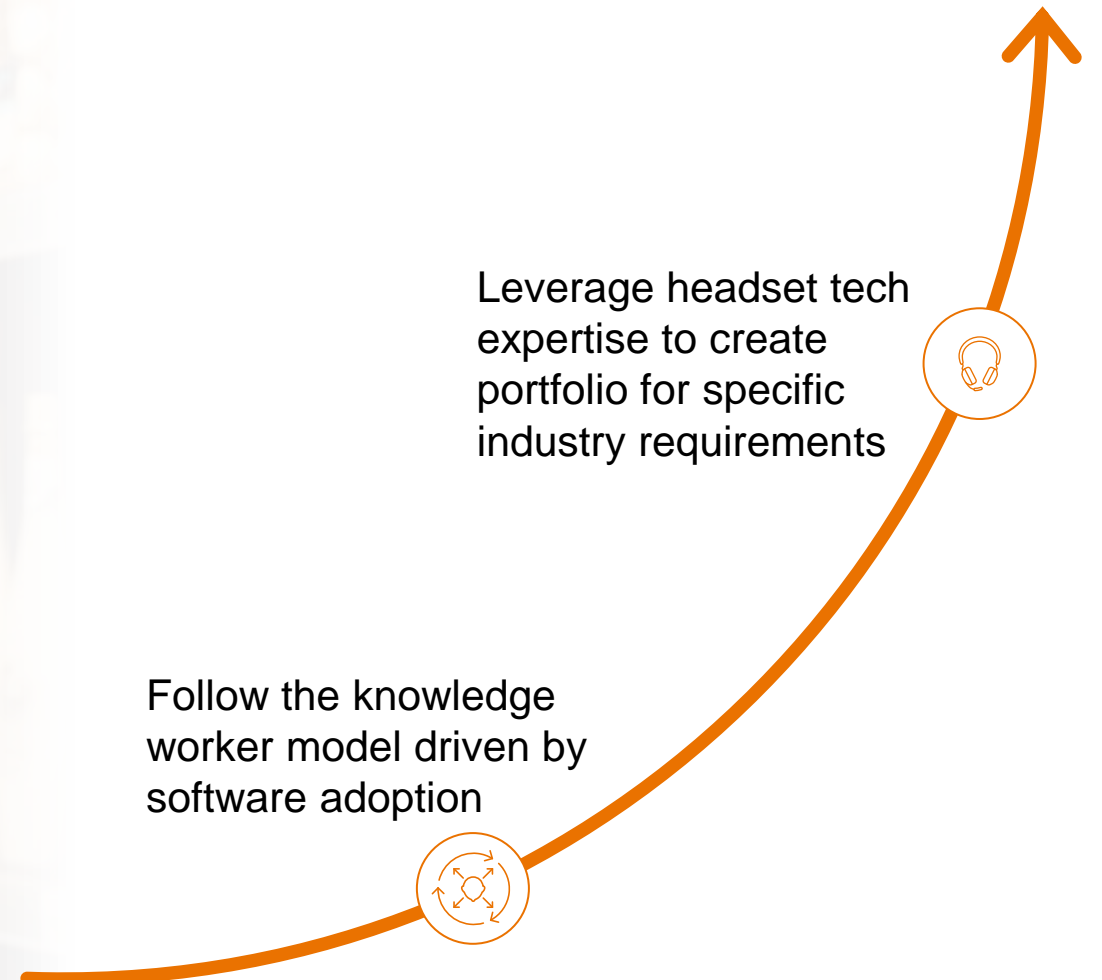 Leverage headset tech
expertise to create
portfolio for specific
industry requirements
Follow the knowledge
worker model driven by
software adoption